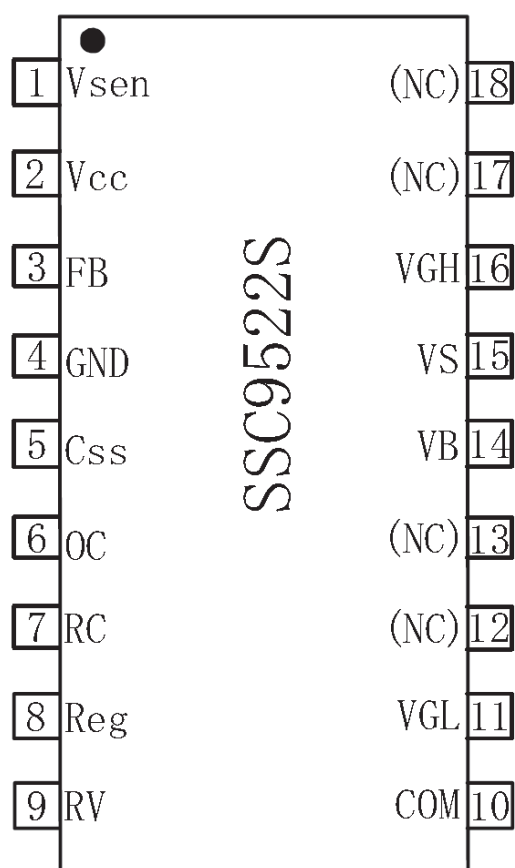 1 Vsen (NC) 18
2 Vcc (NC) 17
3 FB VGH 16
4 GND VS 15
5 Css VB 14
6 OC (NC) 13
7 RC (NC) 12
8 Reg VGL 11
9 RV COM 10
SSC9522S